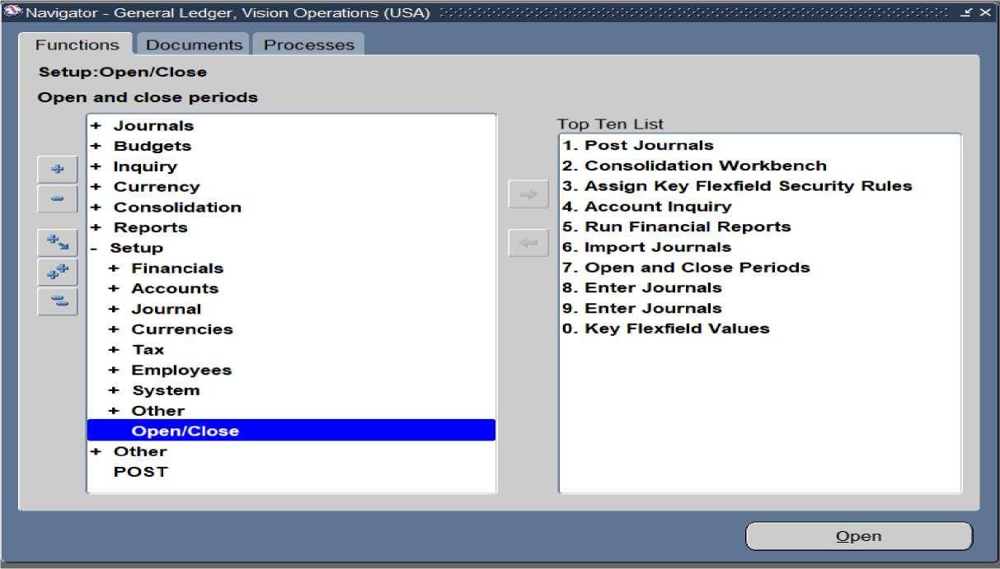 Navigator - General Ledger, Vision Operations (USA)
Functions Documents Processes
Setup:Open/Close
Open and close periods
+ Journals
+ Budgets
+ Inquiry
+ Currency
+ Consolidation
+ Reports
- Setup
+ Financials
+ Accounts
+ Journal
+ Currencies
+ Tax
+ Employees
+ System
+ Other
Open/Close
+ Other
POST
Top Ten List
1. Post Journals
2. Consolidation Workbench
3. Assign Key Flexfield Security Rules
4. Account Inquiry
5. Run Financial Reports
6. Import Journals
7. Open and Close Periods
8. Enter Journals
9. Enter Journals
0. Key Flexfield Values
Open